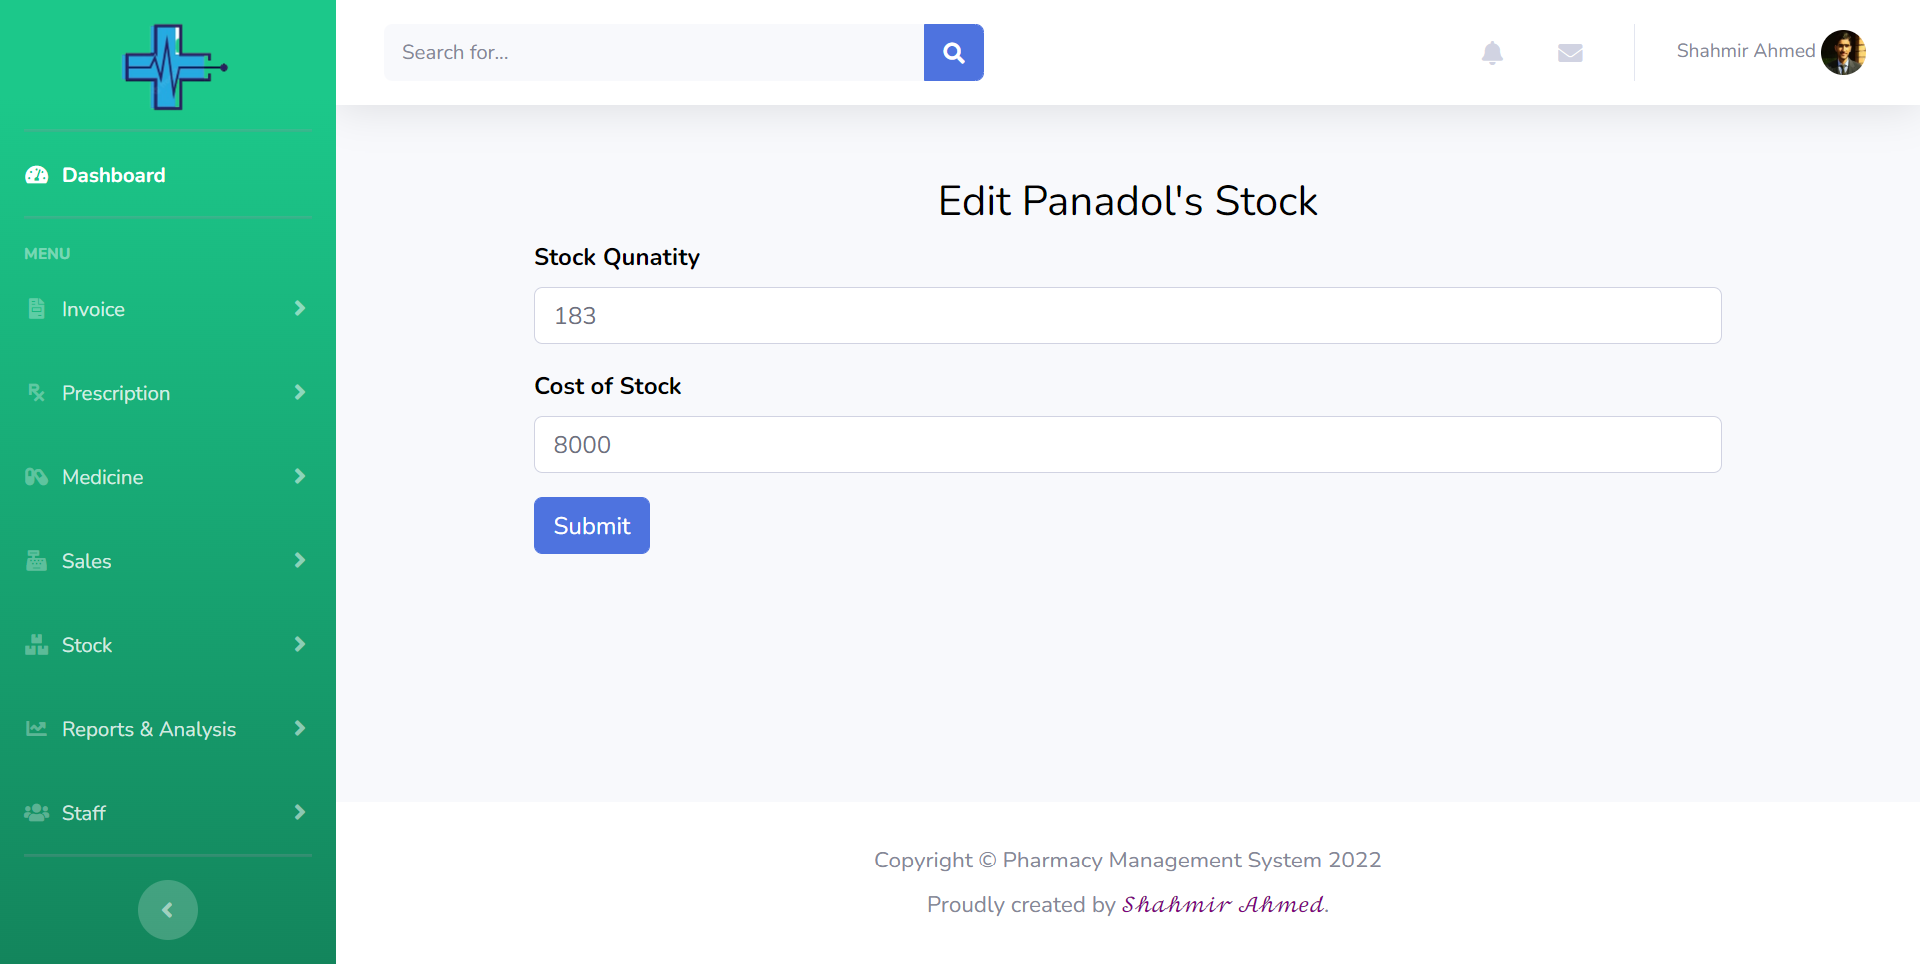 Search for...
Shahmir Ahmed
Dashboard
MENU
Invoice
Prescription
Medicine
Sales
Stock
Reports & Analysis
Staff
Edit Panadol's Stock
Stock Qunatity
183
Cost of Stock
8000
Submit
Copyright © Pharmacy Management System 2022
Proudly created by Shahmir Ahmed.